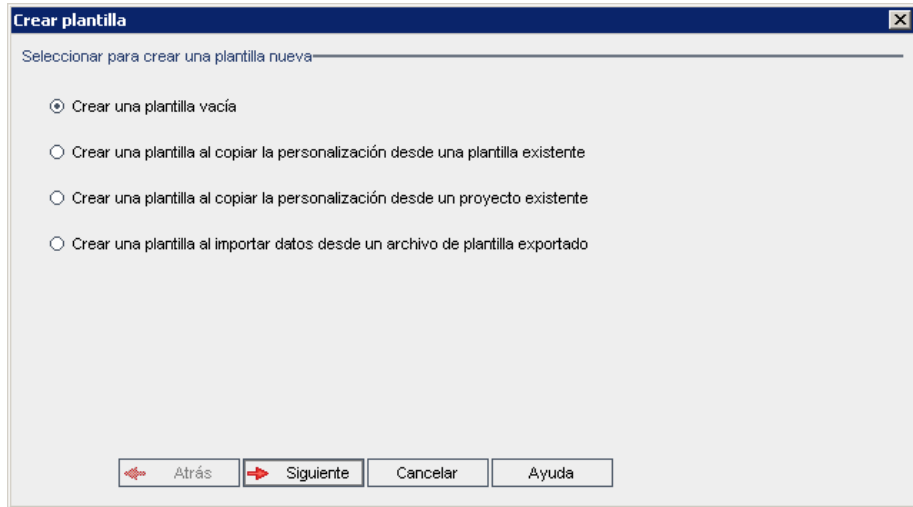 Crear plantilla
Seleccionar para crear una plantilla nueva
Crear una plantilla vacía
Crear una plantilla al copiar la personalización desde una plantilla existente
Crear una plantilla al copiar la personalización desde un proyecto existente
Crear una plantilla al importar datos desde un archivo de plantilla exportado
Atrás Siguiente Cancelar Ayuda